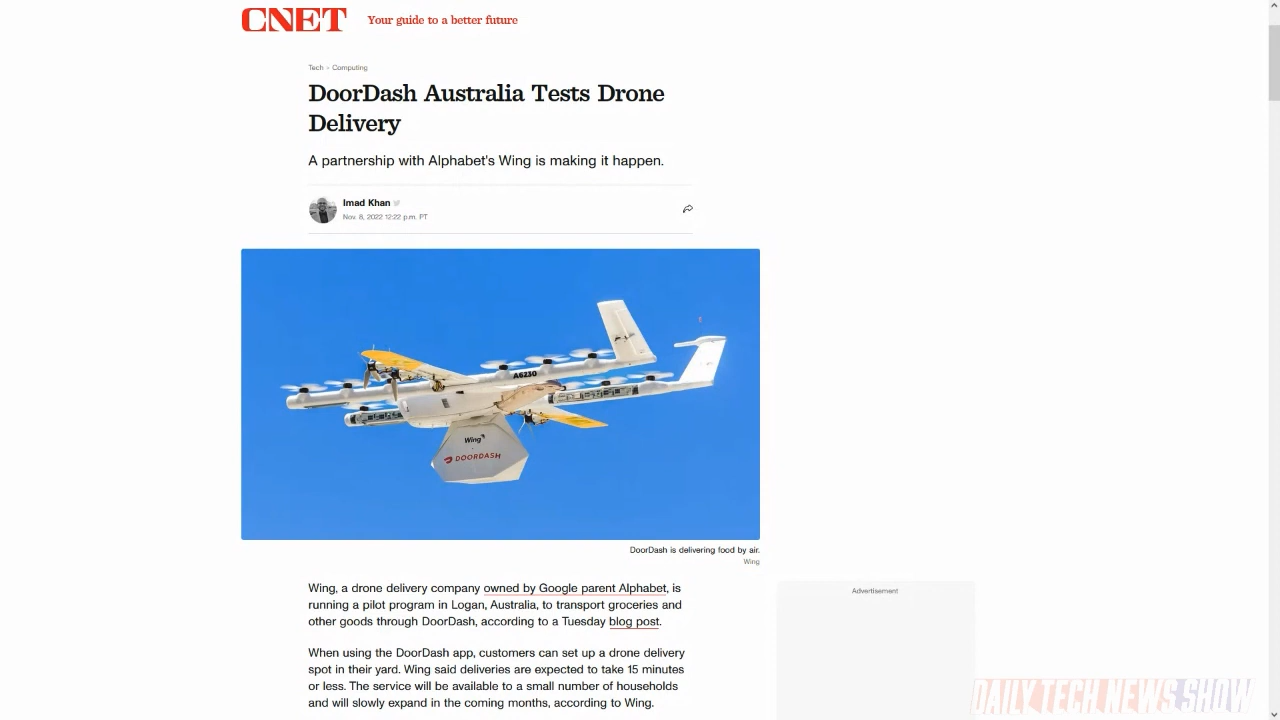 CNET
Your guide to a better future
Tech > Computing
DoorDash Australia Tests Drone
Delivery
A partnership with Alphabet's Wing is making it happen.
Imad Khan
Nov. 8, 2022 12:22 p.m. PT
A6230
Wing
DOORDASH
DoorDash is delivering food by air.
Wing
Wing, a drone delivery company owned by Google parent Alphabet, is
running a pilot program in Logan, Australia, to transport groceries and
other goods through DoorDash, according to a Tuesday blog post.
Advertisement
When using the DoorDash app, customers can set up a drone delivery
spot in their yard. Wing said deliveries are expected to take 15 minutes
or less. The service will be available to a small number of households
and will slowly expand in the coming months, according to Wing.
DAILY TECH NEWS SHOW